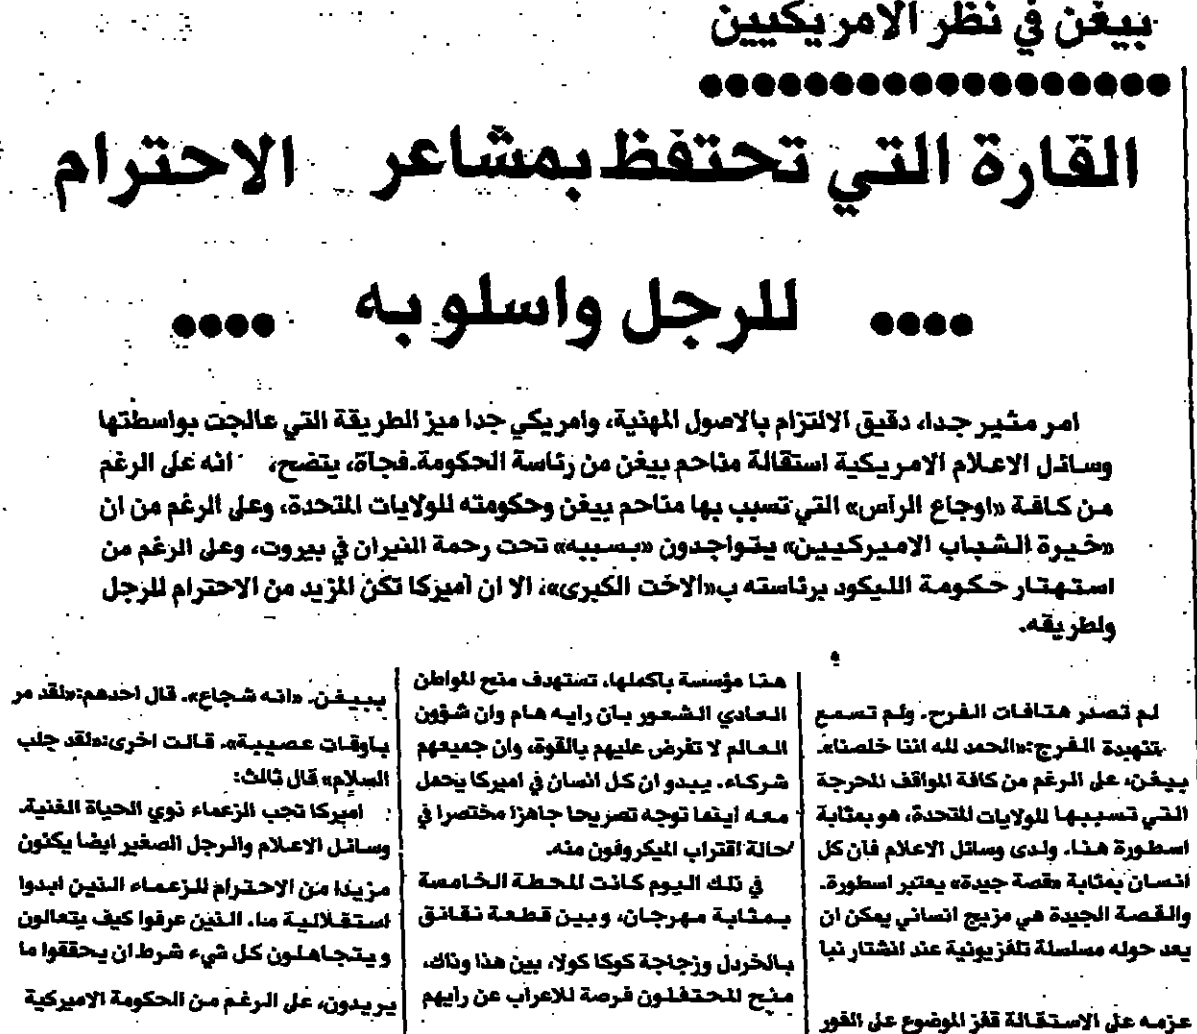 بيغن في نظر الامريكيين
القارة التي تحتفظ بمشاعر الاحترام
للرجل واسلوبه
امر مثير جدا، دقيق الالتزام بالاصول المهنية، وامريكي جدا ميز الطريقة التي عالجت بواسطتها
وسائل الاعلام الامريكية استقالة مناحم بيغن من رئاسة الحكومة. فجاة، يتضح، انه على الرغم
من كافة «اوجاع الراس» التي تسبب بها مناحم بيغن وحكومته للولايات المتحدة، وعلى الرغم من ان
«خيرة الشباب الاميركيين» يتواجدون «بسببه» تحت رحمة النيران في بيروت، وعلى الرغم من
استهتار حكومة الليكود برئاسته ب«الاخت الكبرى»، الا ان اميركا تكن المزيد من الاحترام للرجل
ولطريقه.
لم تصدر هتافات الفرح. ولم تسمع
تنهيدة الفرج:«الحمد لله اننا خلصنا».
بيغن، على الرغم من كافة المواقف المحرجة
التي تسببها للولايات المتحدة، هو بمثابة
اسطورة هنا. ولدى وسائل الاعلام فان كل
انسان بمثابة «قصة جيدة» يعتبر اسطورة.
والقصة الجيدة هي مزيج انساني يمكن ان
يعد حوله مسلسلة تلفزيونية عند انتشار نبا
عزمه على الاستقالة قفز الموضوع على الفور
هنا مؤسسة باكملها، تستهدف منح المواطن
العادي الشعور بان رايه هام وان شؤون
العالم لا تفرض عليهم بالقوة، وان جميعهم
شركاء. يبدو ان كل انسان في اميركا يحمل
معه اينما توجه تصريحا جاهزا مختصرا في
حالة اقتراب الميكروفون منه.
في ذلك اليوم كانت المحطة الخامسة
بمثابة مهرجان، وبين قطعة نقانق
بالخردل وزجاجة كوكا كولا، بين هذا وذاك،
منح المحتفلون فرصة للاعراب عن رايهم
ببيغن. «انه شجاع». قال احدهم:«لقد مر
باوقات عصيبة». قالت اخرى:«لقد جلب
السلام» قال ثالث:
اميركا تحب الزعماء ذوي الحياة الغنية.
وسائل الاعلام والرجل الصغير ايضا يكنون
مزيدا من الاحترام للزعماء الذين ابدوا
استقلالية ما، الذين عرفوا كيف يتعالون
ويتجاهلون كل شيء شرط ان يحققوا ما
يريدون، على الرغم من الحكومة الاميركية